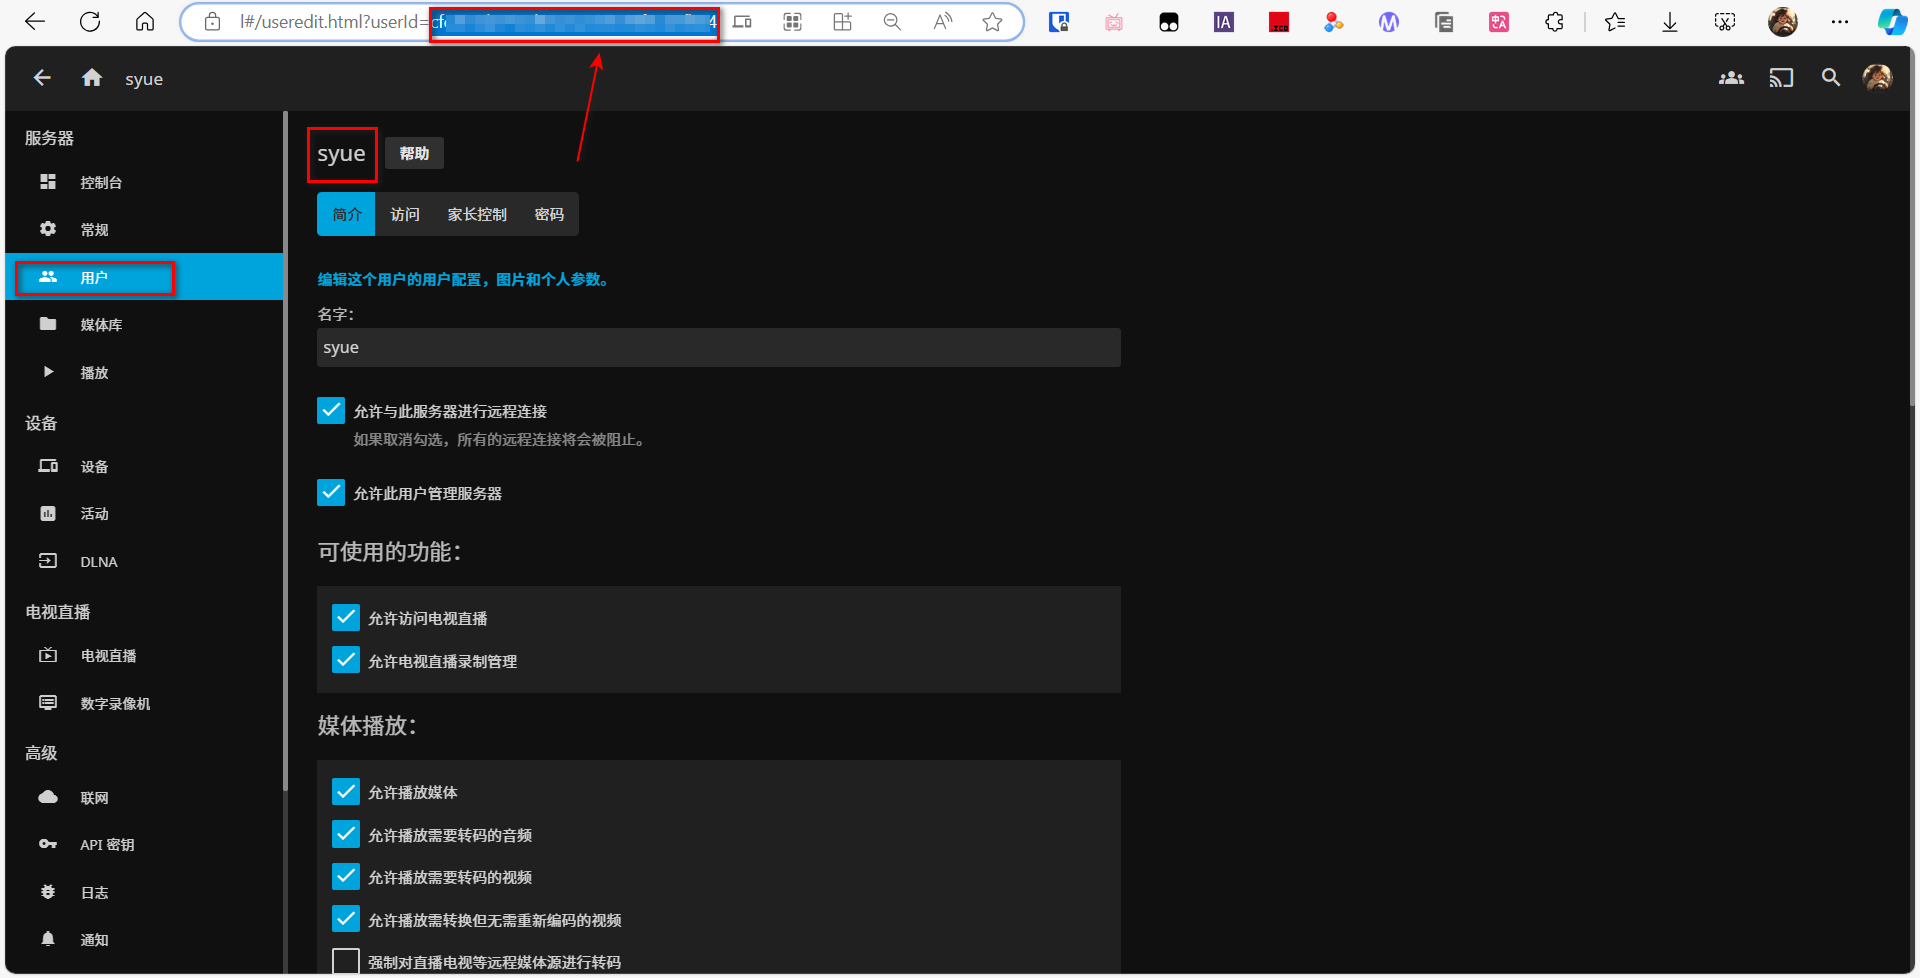 l#/useredit.html?userId=
syue
服务器
控制台
常规
用户
媒体库
播放
设备
设备
活动
DLNA
电视直播
电视直播
数字录像机
高级
联网
API 密钥
日志
通知
syue
帮助
简介 访问 家长控制 密码
编辑这个用户的用户配置，图片和个人参数。
名字：
syue
允许与此服务器进行远程连接
如果取消勾选，所有的远程连接将会被阻止。
允许此用户管理服务器
可使用的功能：
允许访问电视直播
允许电视直播录制管理
媒体播放：
允许播放媒体
允许播放需要转码的音频
允许播放需要转码的视频
允许播放需转换但无需重新编码的视频
强制对直播电视等远程媒体源进行转码